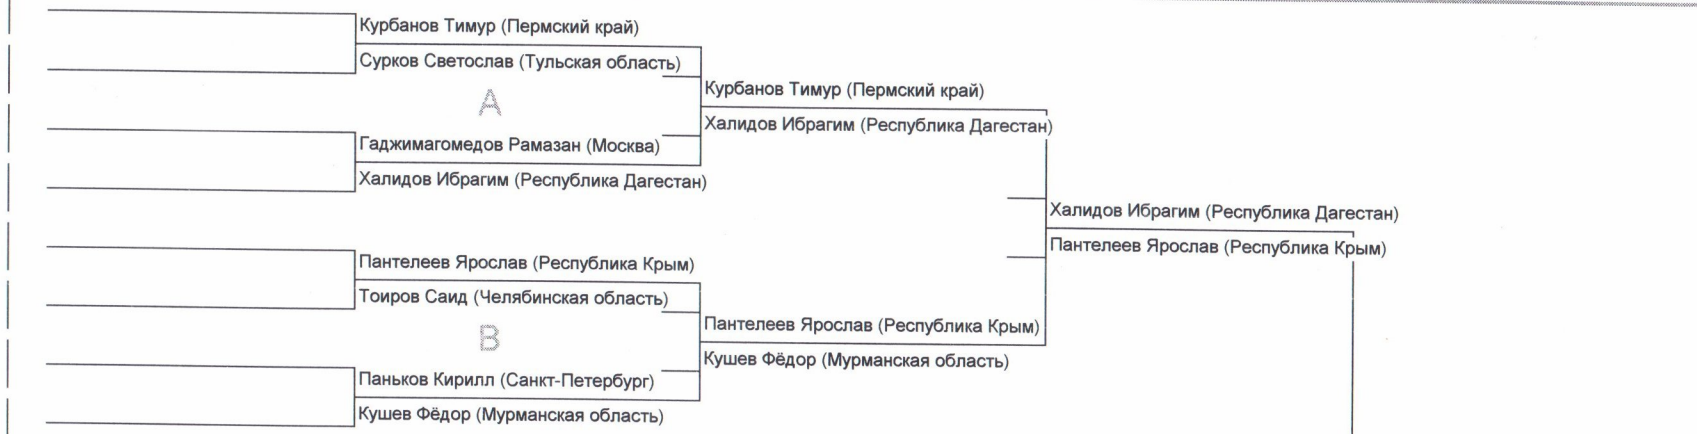 Курбанов Тимур (Пермский край)
Сурков Светослав (Тульская область)
A
Гаджимагомедов Рамазан (Москва)
Халидов Ибрагим (Республика Дагестан)
Пантелеев Ярослав (Республика Крым)
Тоиров Саид (Челябинская область)
B
Паньков Кирилл (Санкт-Петербург)
Кушев Фёдор (Мурманская область)
Курбанов Тимур (Пермский край)
Халидов Ибрагим (Республика Дагестан)
Пантелеев Ярослав (Республика Крым)
Кушев Фёдор (Мурманская область)
Халидов Ибрагим (Республика Дагестан)
Пантелеев Ярослав (Республика Крым)